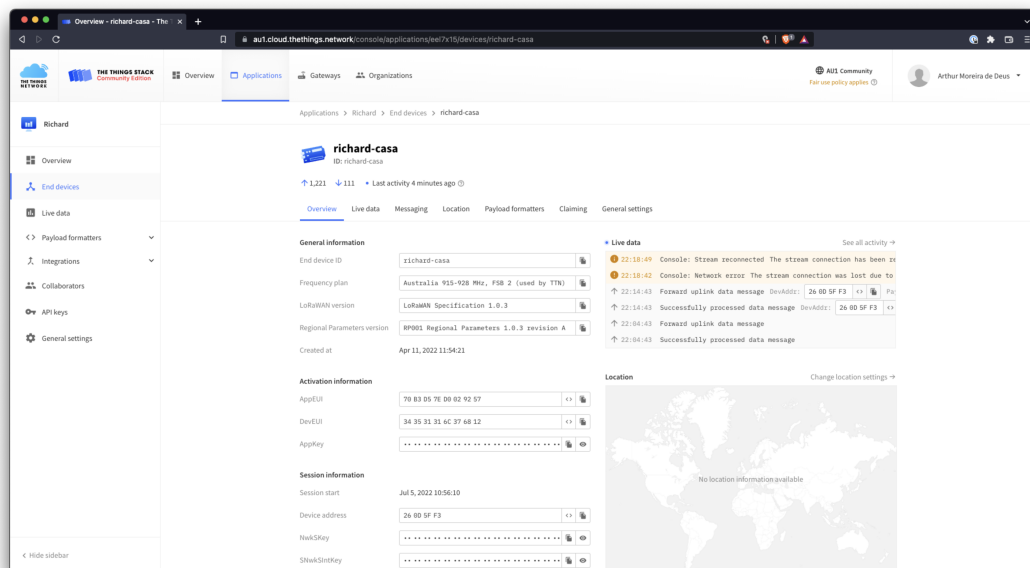 Overview - richard-casa - The T
au1.cloud.thethings.network/console/applications/eel7x15/devices/richard-casa
THE THINGS NETWORK
THE THINGS STACK
Community Edition
Overview
Applications
Gateways
Organizations
AU1 Community
Fair use policy applies
Arthur Moreira de Deus
Applications > Richard > End devices > richard-casa
Richard
Overview
End devices
Live data
Payload formatters
Integrations
Collaborators
API keys
General settings
< Hide sidebar
richard-casa
ID: richard-casa
↑ 1,221 ↓ 111 • Last activity 4 minutes ago
Overview Live data Messaging Location Payload formatters Claiming General settings
General information
End device ID richard-casa
Frequency plan Australia 915-928 MHz, FSB 2 (used by TTN)
LoRaWAN version LoRaWAN Specification 1.0.3
Regional Parameters version RP001 Regional Parameters 1.0.3 revision A
Created at Apr 11, 2022 11:54:21
Activation information
AppEUI 70 B3 D5 7E D0 02 92 57
DevEUI 34 35 31 31 6C 37 68 12
AppKey
Session information
Session start Jul 5, 2022 10:56:10
Device address 26 0D 5F F3
NwkSKey
SNwkSIntKey
• Live data See all activity →
22:18:49 Console: Stream reconnected The stream connection has been re
22:18:42 Console: Network error The stream connection was lost due to
↑ 22:14:43 Forward uplink data message DevAddr: 26 0D 5F F3 <> Pay
↑ 22:14:43 Successfully processed data message DevAddr: 26 0D 5F F3 <>
↑ 22:04:43 Forward uplink data message
↑ 22:04:43 Successfully processed data message
Location Change location settings →
No location information available